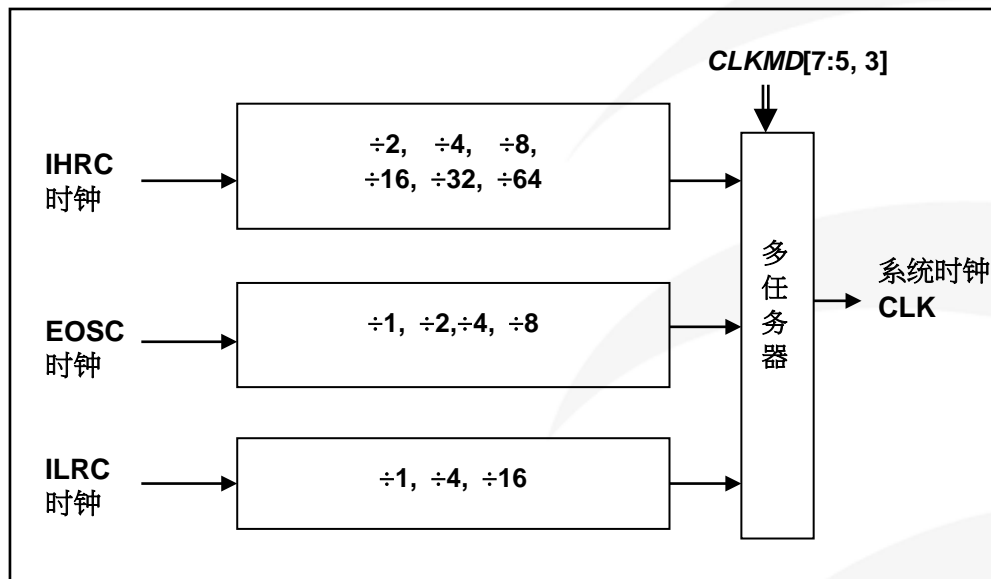 CLKMD[7:5, 3]
IHRC
时钟
÷2, ÷4, ÷8,
÷16, ÷32, ÷64
EOSC
时钟
÷1, ÷2,÷4, ÷8
ILRC
时钟
÷1, ÷4, ÷16
多
任
务
器
系统时钟
CLK